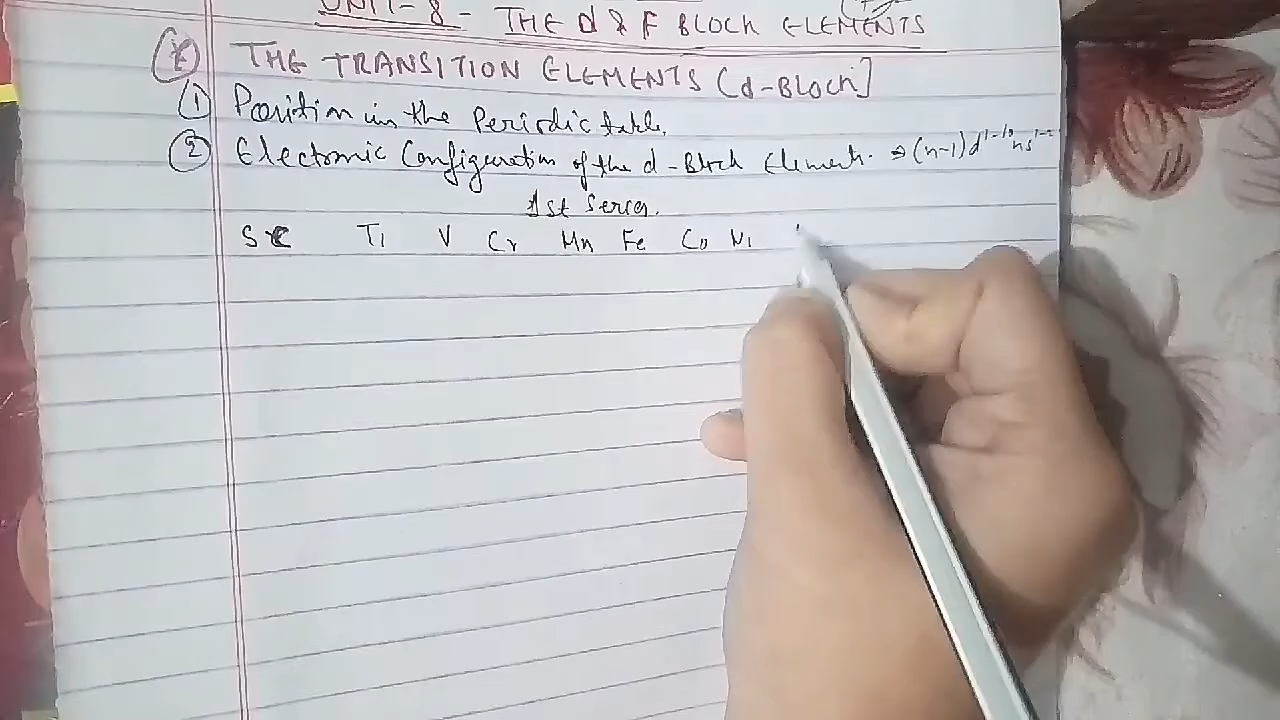 UNIT-8 - THE d & F BLOCK ELEMENTS
(*) THE TRANSITION ELEMENTS (d-BLOCK]
① Position in the Periodic table.
② Electronic Configuration of the d-Block Elements. ⇒ (n-1)d¹⁻¹⁰ ns¹⁻²
1st Series.
Sc Ti V Cr Mn Fe Co Ni